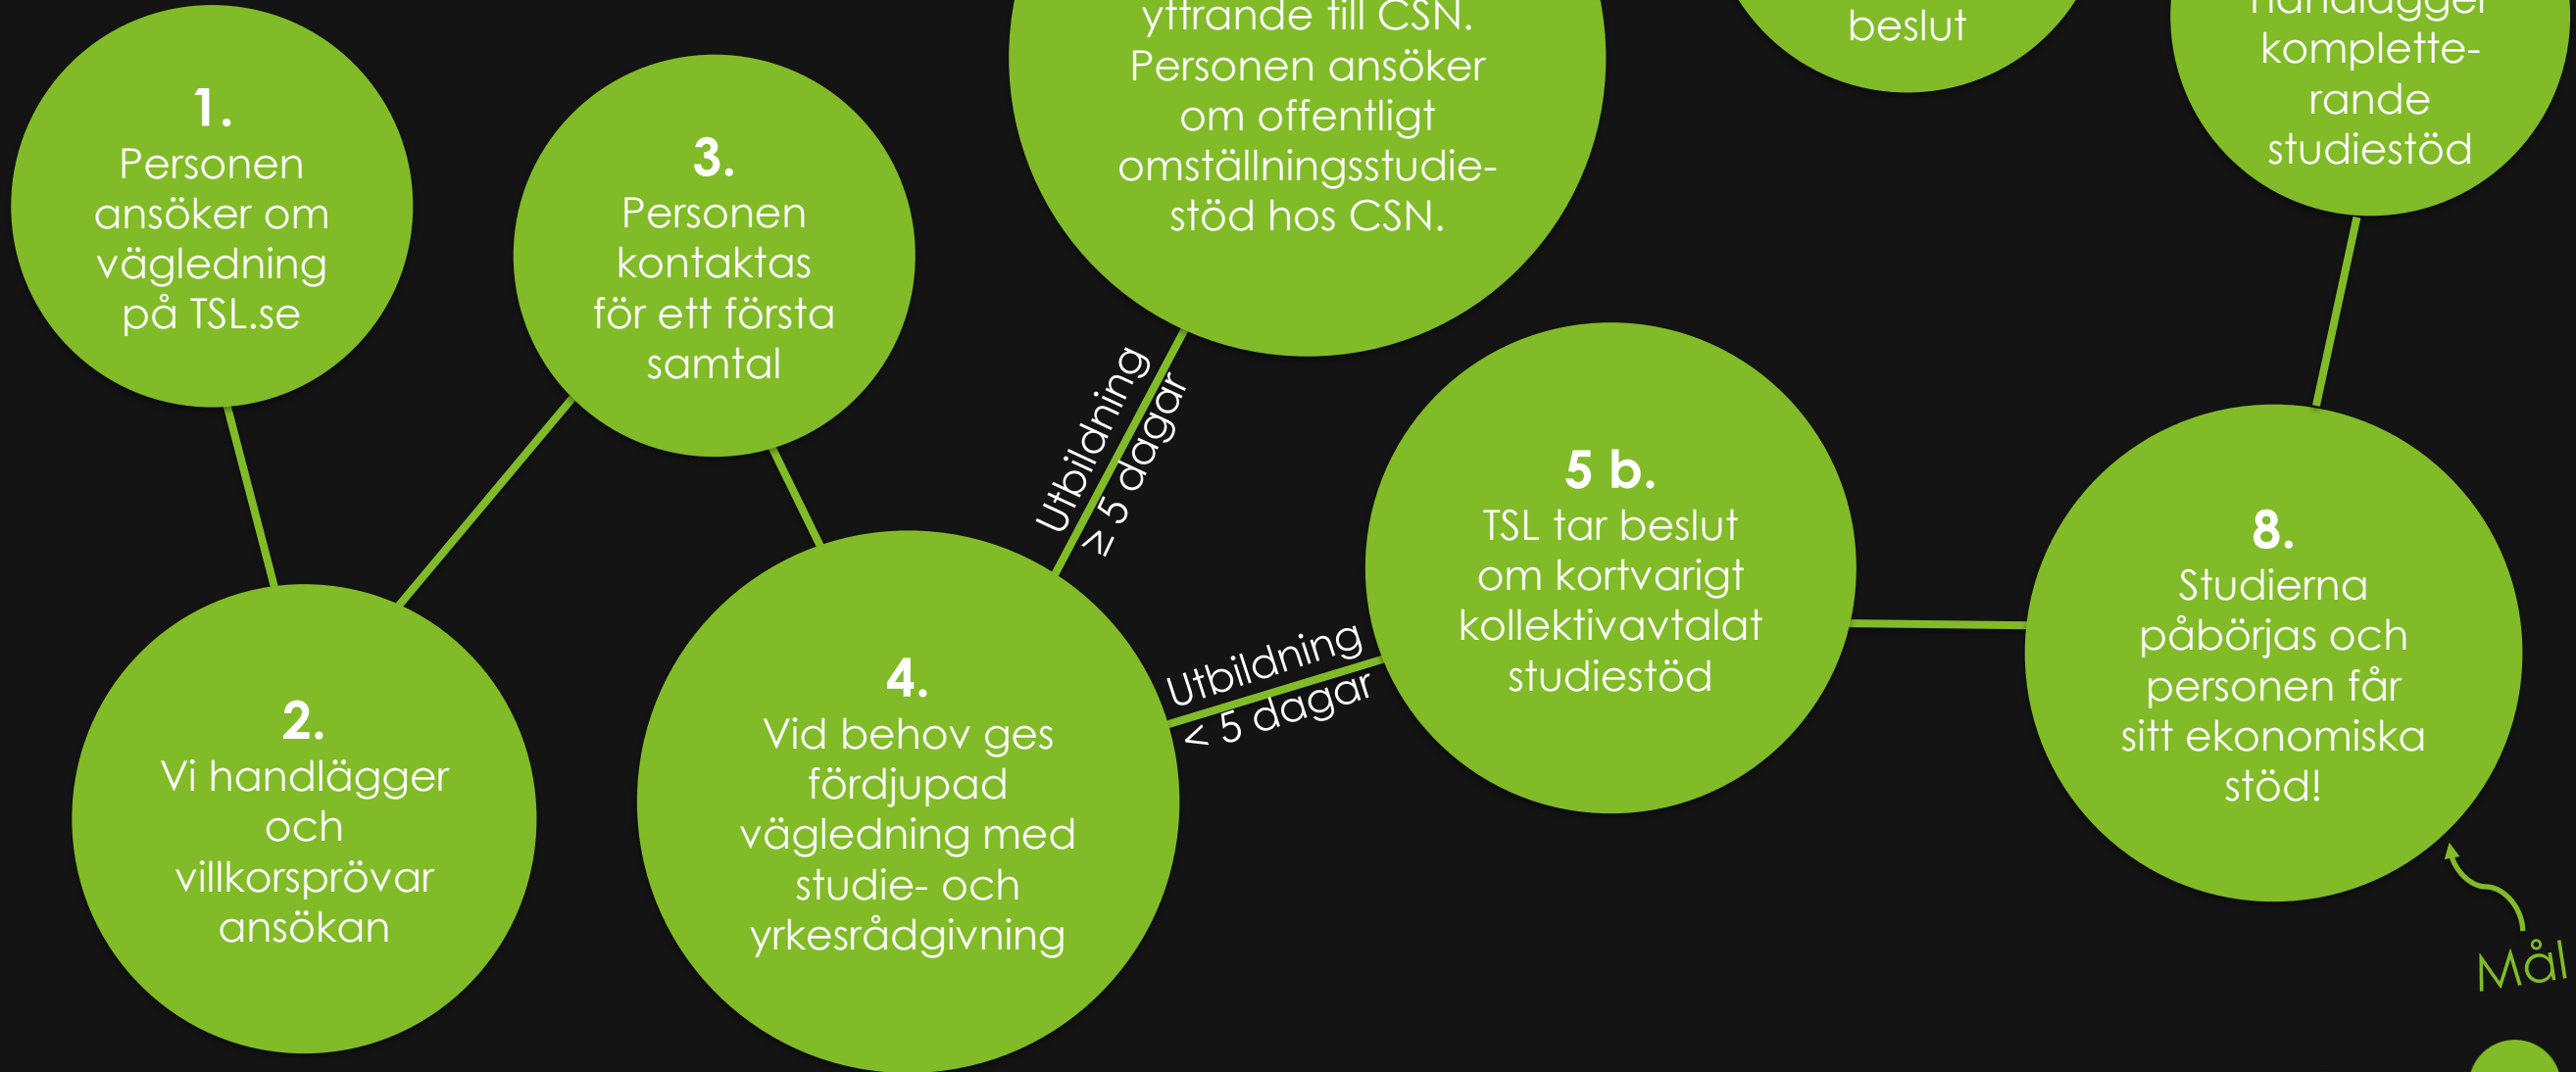 1.
Personen
ansöker om
vägledning
på TSL.se
2.
Vi handlägger
och
villkorsprövar
ansökan
3.
Personen
kontaktas
för ett första
samtal
4.
Vid behov ges
fördjupad
vägledning med
studie- och
yrkesrådgivning
Utbildning
≥ 5 dagar
yttrande till CSN.
Personen ansöker
om offentligt
omställningsstudie-
stöd hos CSN.
Utbildning
< 5 dagar
5 b.
TSL tar beslut
om kortvarigt
kollektivavtalat
studiestöd
beslut
handlägger
komplette-
rande
studiestöd
8.
Studierna
påbörjas och
personen får
sitt ekonomiska
stöd!
Mål